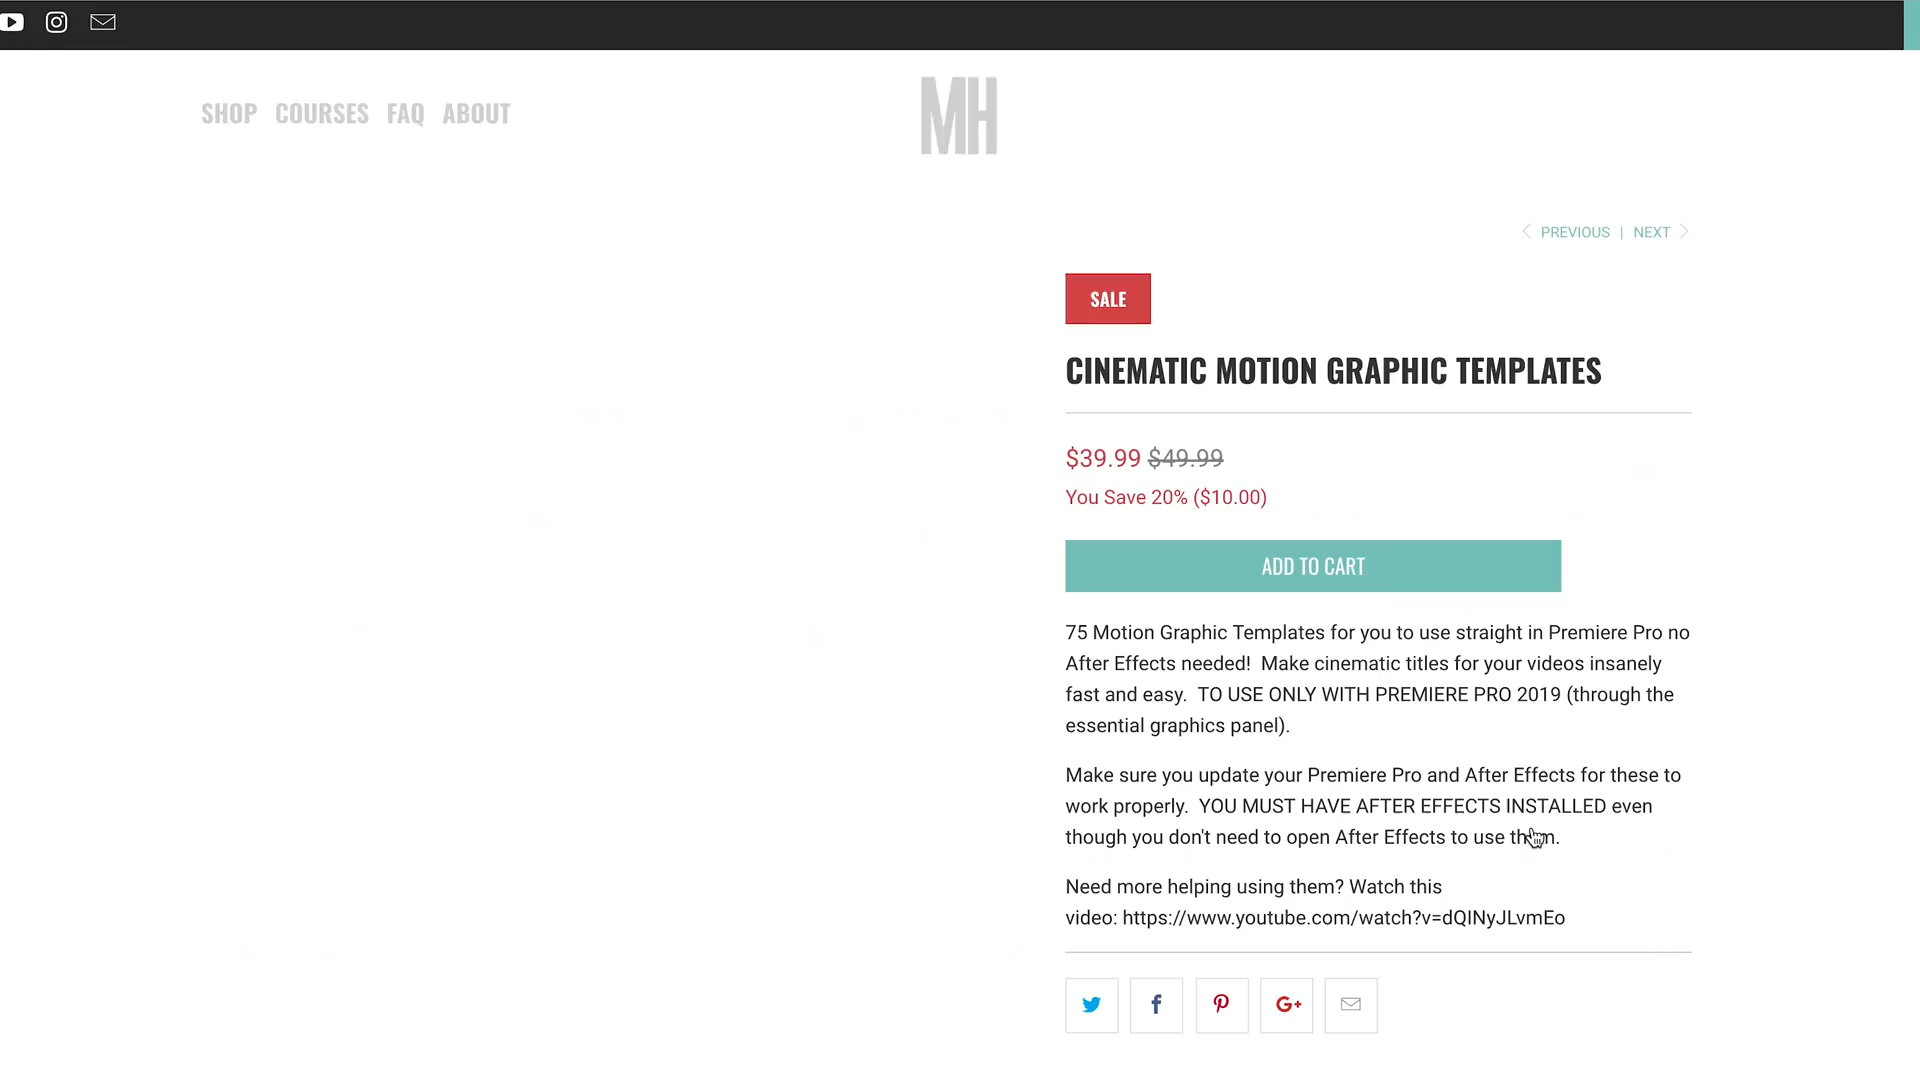 SHOP COURSES FAQ ABOUT
MH
PREVIOUS | NEXT
SALE
CINEMATIC MOTION GRAPHIC TEMPLATES
$39.99 $49.99
You Save 20% ($10.00)
ADD TO CART
75 Motion Graphic Templates for you to use straight in Premiere Pro no
After Effects needed!  Make cinematic titles for your videos insanely
fast and easy.  TO USE ONLY WITH PREMIERE PRO 2019 (through the
essential graphics panel).
Make sure you update your Premiere Pro and After Effects for these to
work properly.  YOU MUST HAVE AFTER EFFECTS INSTALLED even
though you don't need to open After Effects to use them.
Need more helping using them? Watch this
video: https://www.youtube.com/watch?v=dQINyJLvmEo
G+